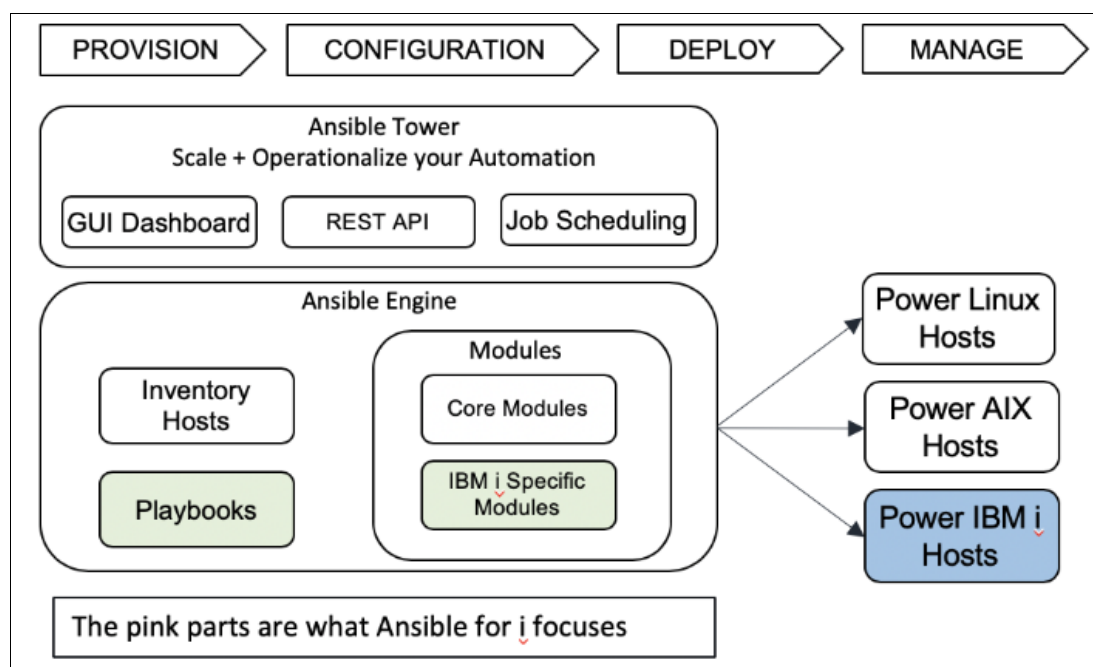 PROVISION
CONFIGURATION
DEPLOY
MANAGE
Ansible Tower
Scale + Operationalize your Automation
GUI Dashboard
REST API
Job Scheduling
Ansible Engine
Inventory
Hosts
Playbooks
Modules
Core Modules
IBM i Specific
Modules
Power Linux
Hosts
Power AIX
Hosts
Power IBM i
Hosts
The pink parts are what Ansible for i focuses